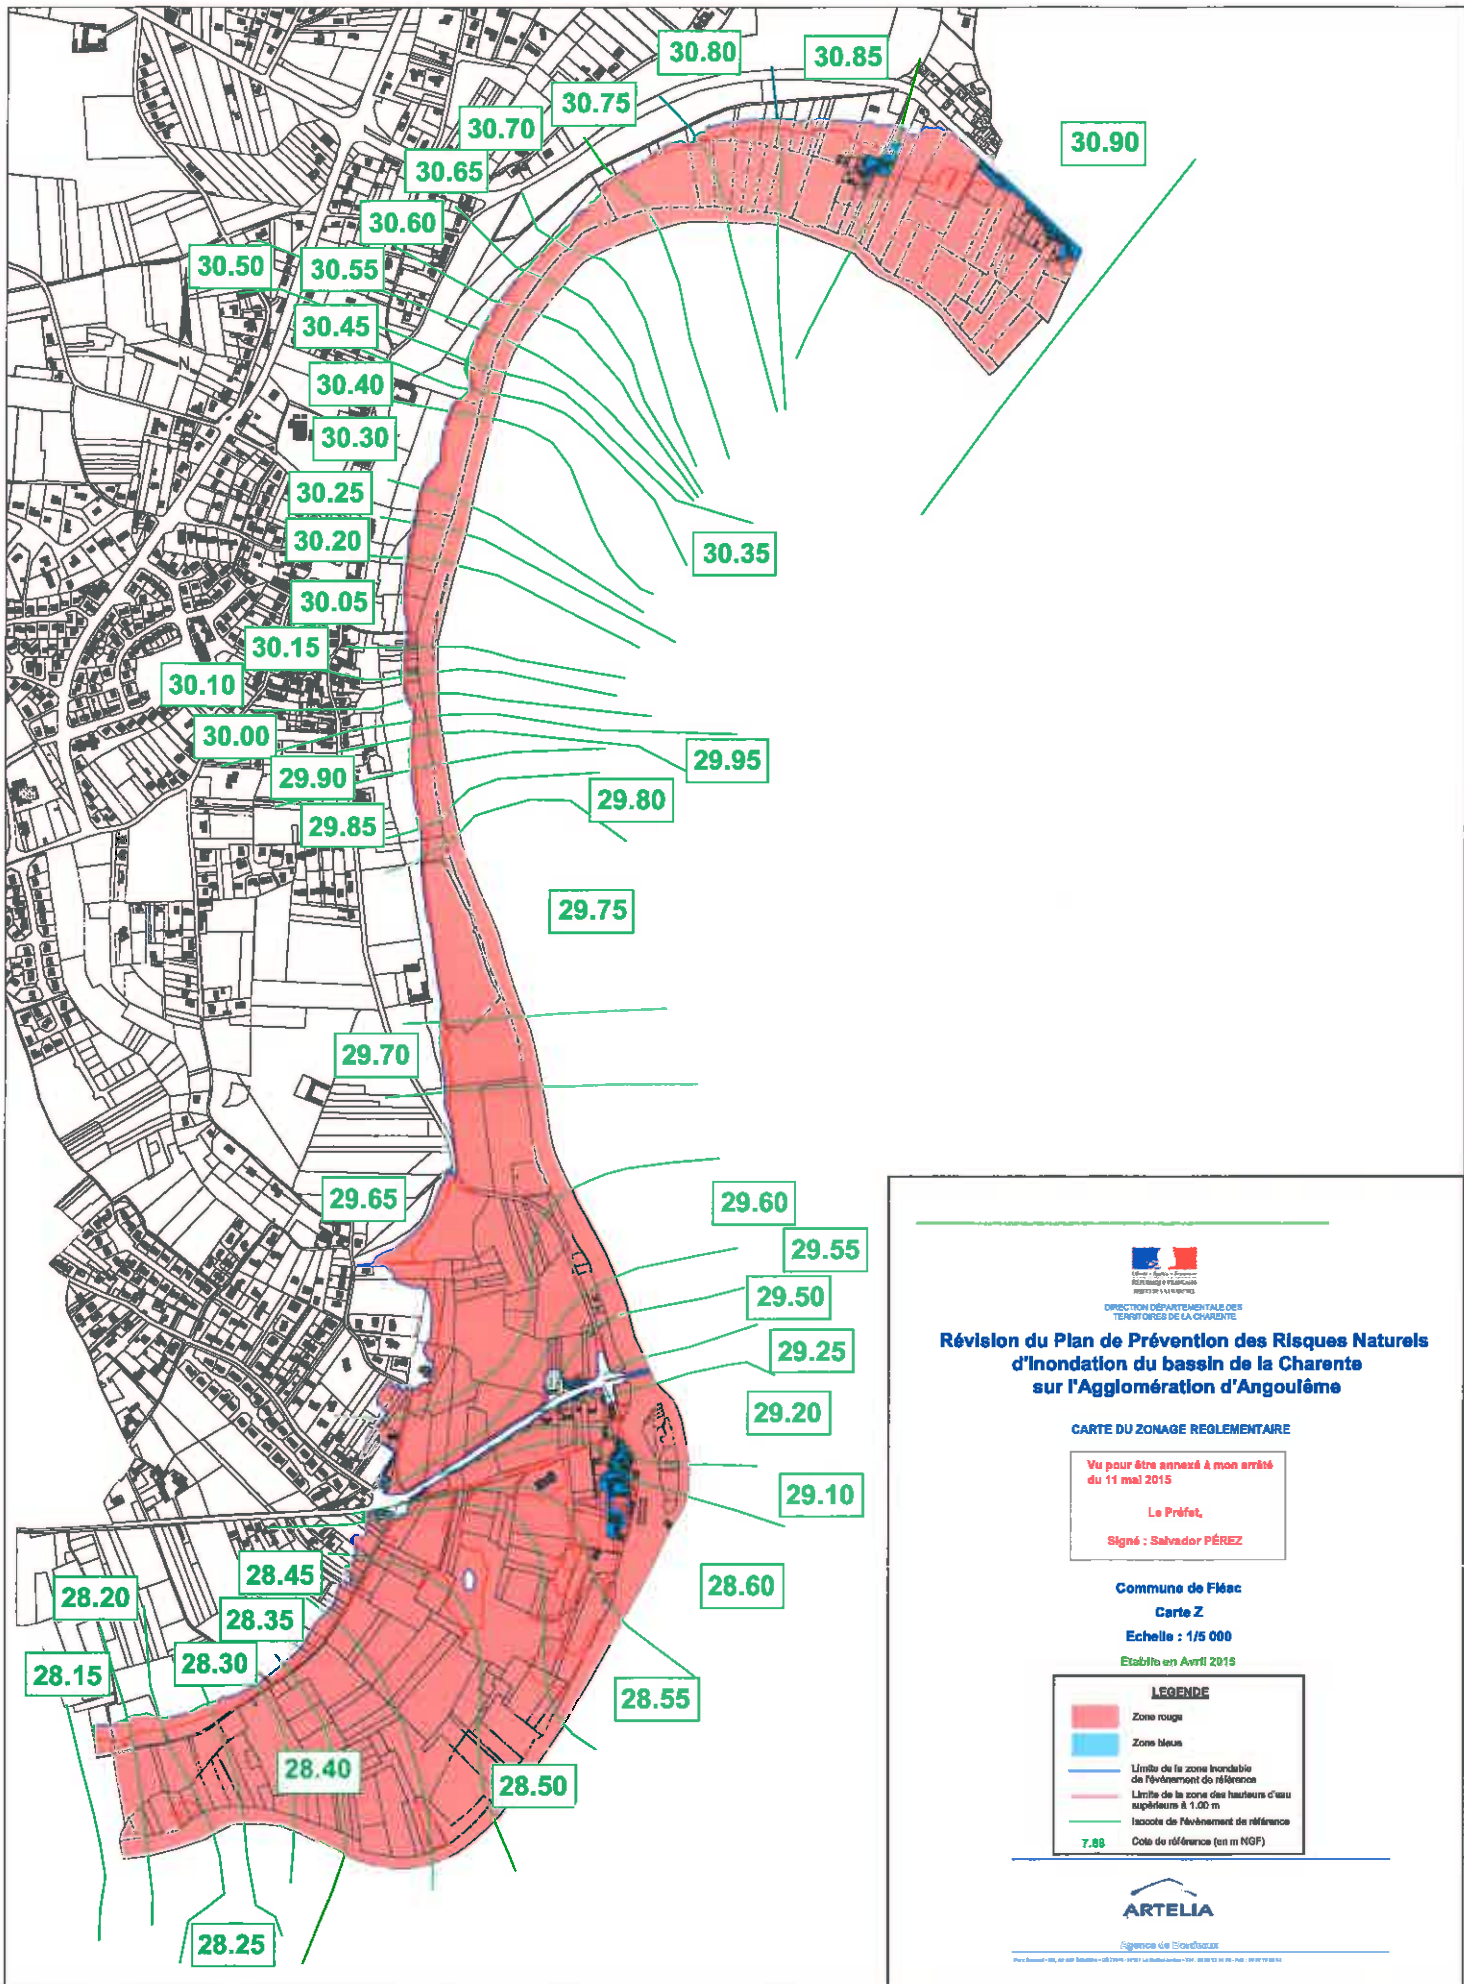 30.80
30.85
30.75
30.70
30.90
30.65
30.60
30.50
30.55
30.45
30.40
30.30
30.25
30.20
30.35
30.05
30.15
30.10
30.00
29.95
29.90
29.80
29.85
29.75
29.70
29.65
29.60
29.55
29.50
29.25
29.20
29.10
28.60
28.45
28.20
28.35
28.30
28.15
28.55
28.40
28.50
28.25
N
DIRECTION DÉPARTEMENTALE DES
TERRITOIRES DE LA CHARENTE
Révision du Plan de Prévention des Risques Naturels
d'Inondation du bassin de la Charente
sur l'Agglomération d'Angoulême
CARTE DU ZONAGE REGLEMENTAIRE
Vu pour être annexé à mon arrêté
du 11 mai 2015
Le Préfet,
Signé : Salvador PÉREZ
Commune de Fléac
Carte Z
Echelle : 1/5 000
Etablie en Avril 2015
LEGENDE
Zone rouge
Zone bleue
Limite de la zone inondable
de l'évènement de référence
Limite de la zone des hauteurs d'eau
supérieure à 1.00 m
Isocote de l'évènement de référence
7.88 Cote de référence (en m NGF)
ARTELIA
Agence de Bordeaux